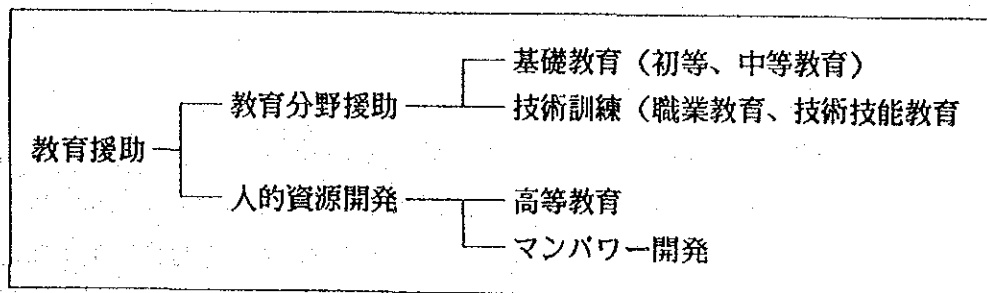 基礎教育(初等、中等教育)
教育分野援助
技術訓練(職業教育、技術技能教育
教育援助
人的資源開発
高等教育
マンパワー開発